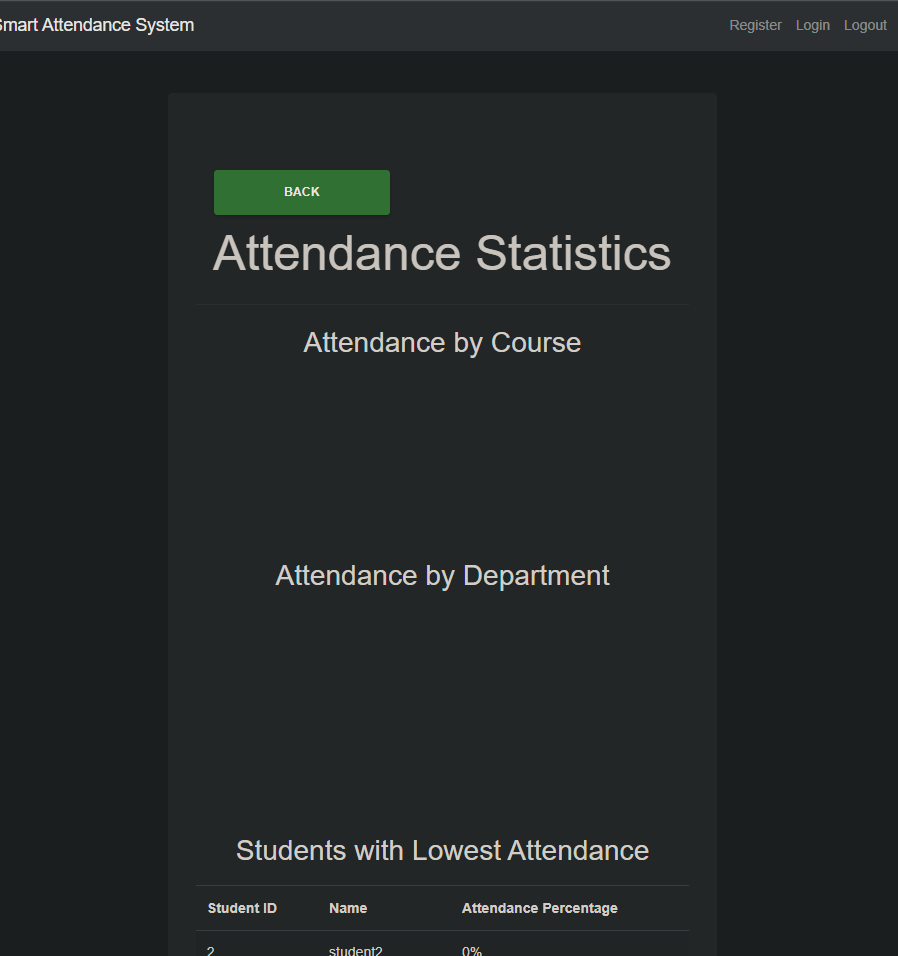 Smart Attendance System
Register Login Logout
BACK
Attendance Statistics
Attendance by Course
Attendance by Department
Students with Lowest Attendance
Student ID Name Attendance Percentage
2 student2 0%